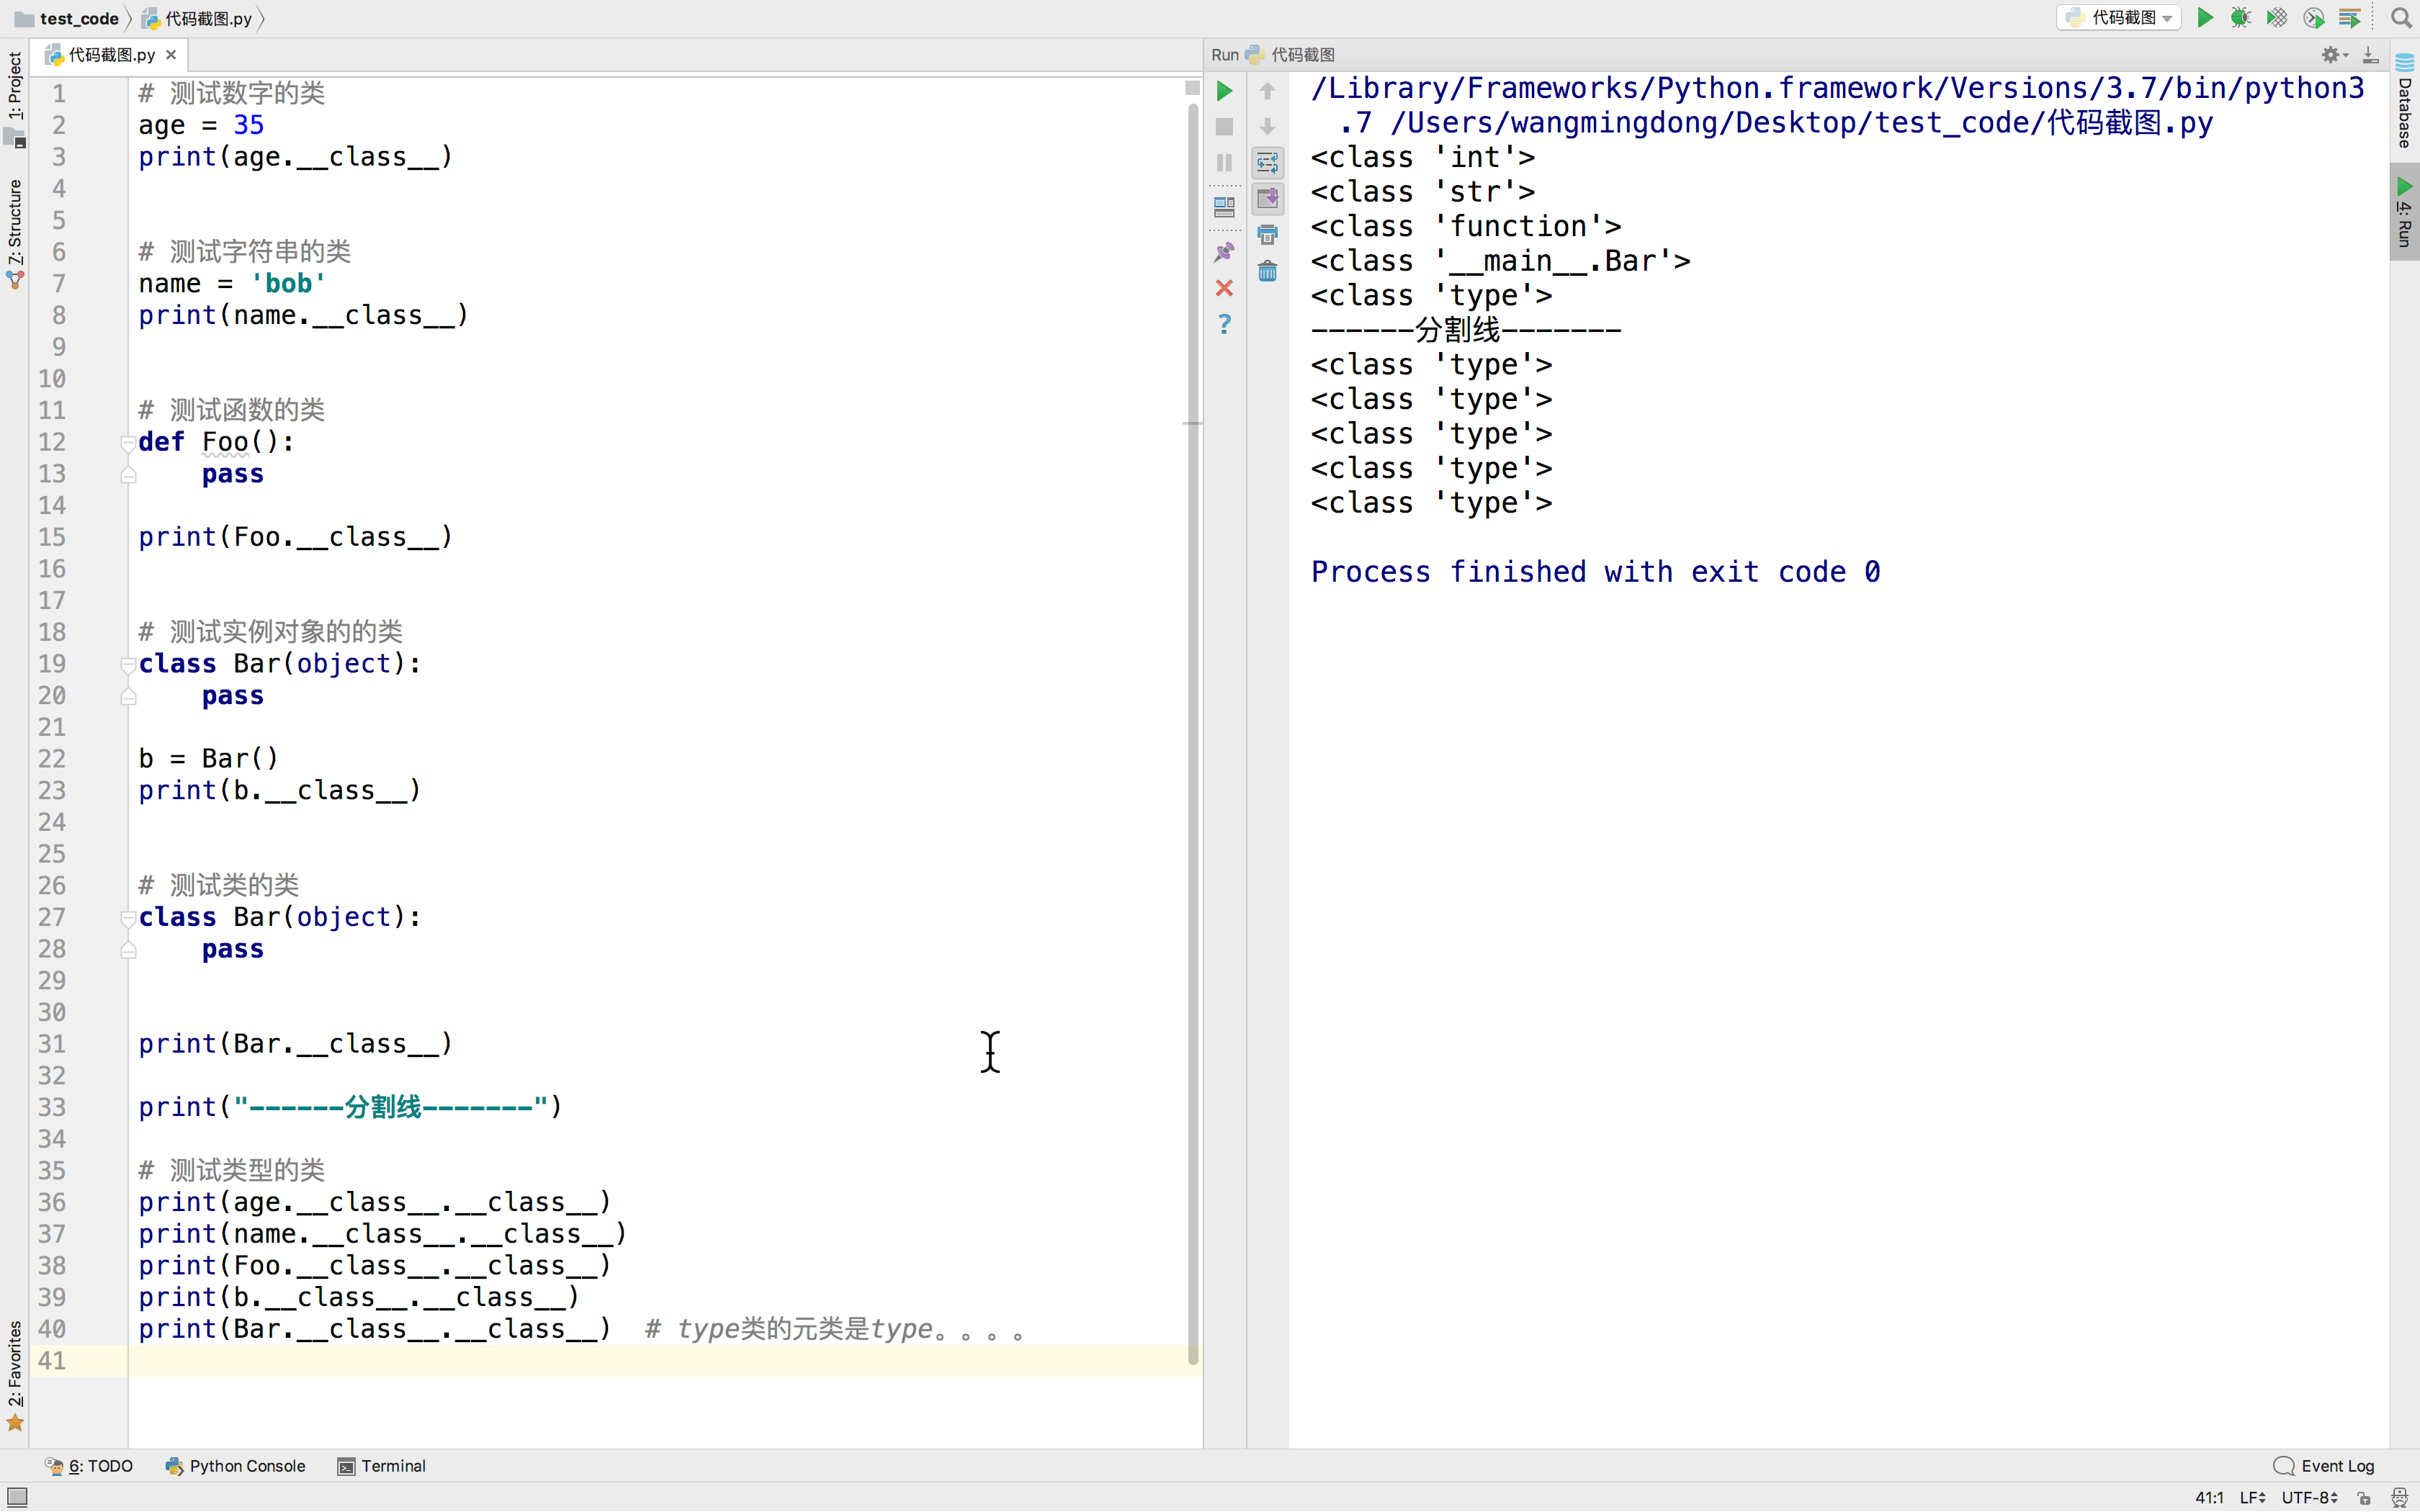 test_code
代码截图.py
代码截图
代码截图.py
Run 代码截图
1: Project
7: Structure
2: Favorites
1 # 测试数字的类
2 age = 35
3 print(age.__class__)
4
5
6 # 测试字符串的类
7 name = 'bob'
8 print(name.__class__)
9
10
11 # 测试函数的类
12 def Foo():
13     pass
14
15 print(Foo.__class__)
16
17
18 # 测试实例对象的的类
19 class Bar(object):
20     pass
21
22 b = Bar()
23 print(b.__class__)
24
25
26 # 测试类的类
27 class Bar(object):
28     pass
29
30
31 print(Bar.__class__)
32
33 print("------分割线-------")
34
35 # 测试类型的类
36 print(age.__class__.__class__)
37 print(name.__class__.__class__)
38 print(Foo.__class__.__class__)
39 print(b.__class__.__class__)
40 print(Bar.__class__.__class__)  # type类的元类是type。。。。
41
/Library/Frameworks/Python.framework/Versions/3.7/bin/python3
.7 /Users/wangmingdong/Desktop/test_code/代码截图.py
<class 'int'>
<class 'str'>
<class 'function'>
<class '__main__.Bar'>
<class 'type'>
------分割线-------
<class 'type'>
<class 'type'>
<class 'type'>
<class 'type'>
<class 'type'>
Process finished with exit code 0
Database
4: Run
6: TODO
Python Console
Terminal
Event Log
41:1 LF UTF-8